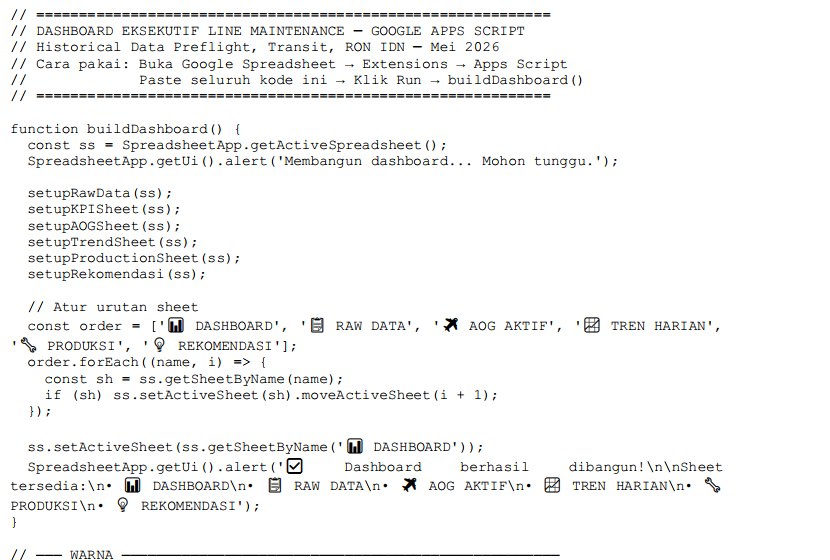 // ============================================================
// DASHBOARD EKSEKUTIF LINE MAINTENANCE — GOOGLE APPS SCRIPT
// Historical Data Preflight, Transit, RON IDN — Mei 2026
// Cara pakai: Buka Google Spreadsheet → Extensions → Apps Script
//             Paste seluruh kode ini → Klik Run → buildDashboard()
// ============================================================
function buildDashboard() {
  const ss = SpreadsheetApp.getActiveSpreadsheet();
  SpreadsheetApp.getUi().alert('Membangun dashboard... Mohon tunggu.');
  setupRawData(ss);
  setupKPISheet(ss);
  setupAOGSheet(ss);
  setupTrendSheet(ss);
  setupProductionSheet(ss);
  setupRekomendasi(ss);
  // Atur urutan sheet
  const order = ['📊 DASHBOARD', '📋 RAW DATA', '✈ AOG AKTIF', '📈 TREN HARIAN',
'🔧 PRODUKSI', '💡 REKOMENDASI'];
  order.forEach((name, i) => {
    const sh = ss.getSheetByName(name);
    if (sh) ss.setActiveSheet(sh).moveActiveSheet(i + 1);
  });
  ss.setActiveSheet(ss.getSheetByName('📊 DASHBOARD'));
  SpreadsheetApp.getUi().alert('✅ Dashboard berhasil dibangun!\n\nSheet
tersedia:\n• 📊 DASHBOARD\n• 📋 RAW DATA\n• ✈ AOG AKTIF\n• 📈 TREN HARIAN\n• 🔧
PRODUKSI\n• 💡 REKOMENDASI');
}
// ─── WARNA ───────────────────────────────────────────────────